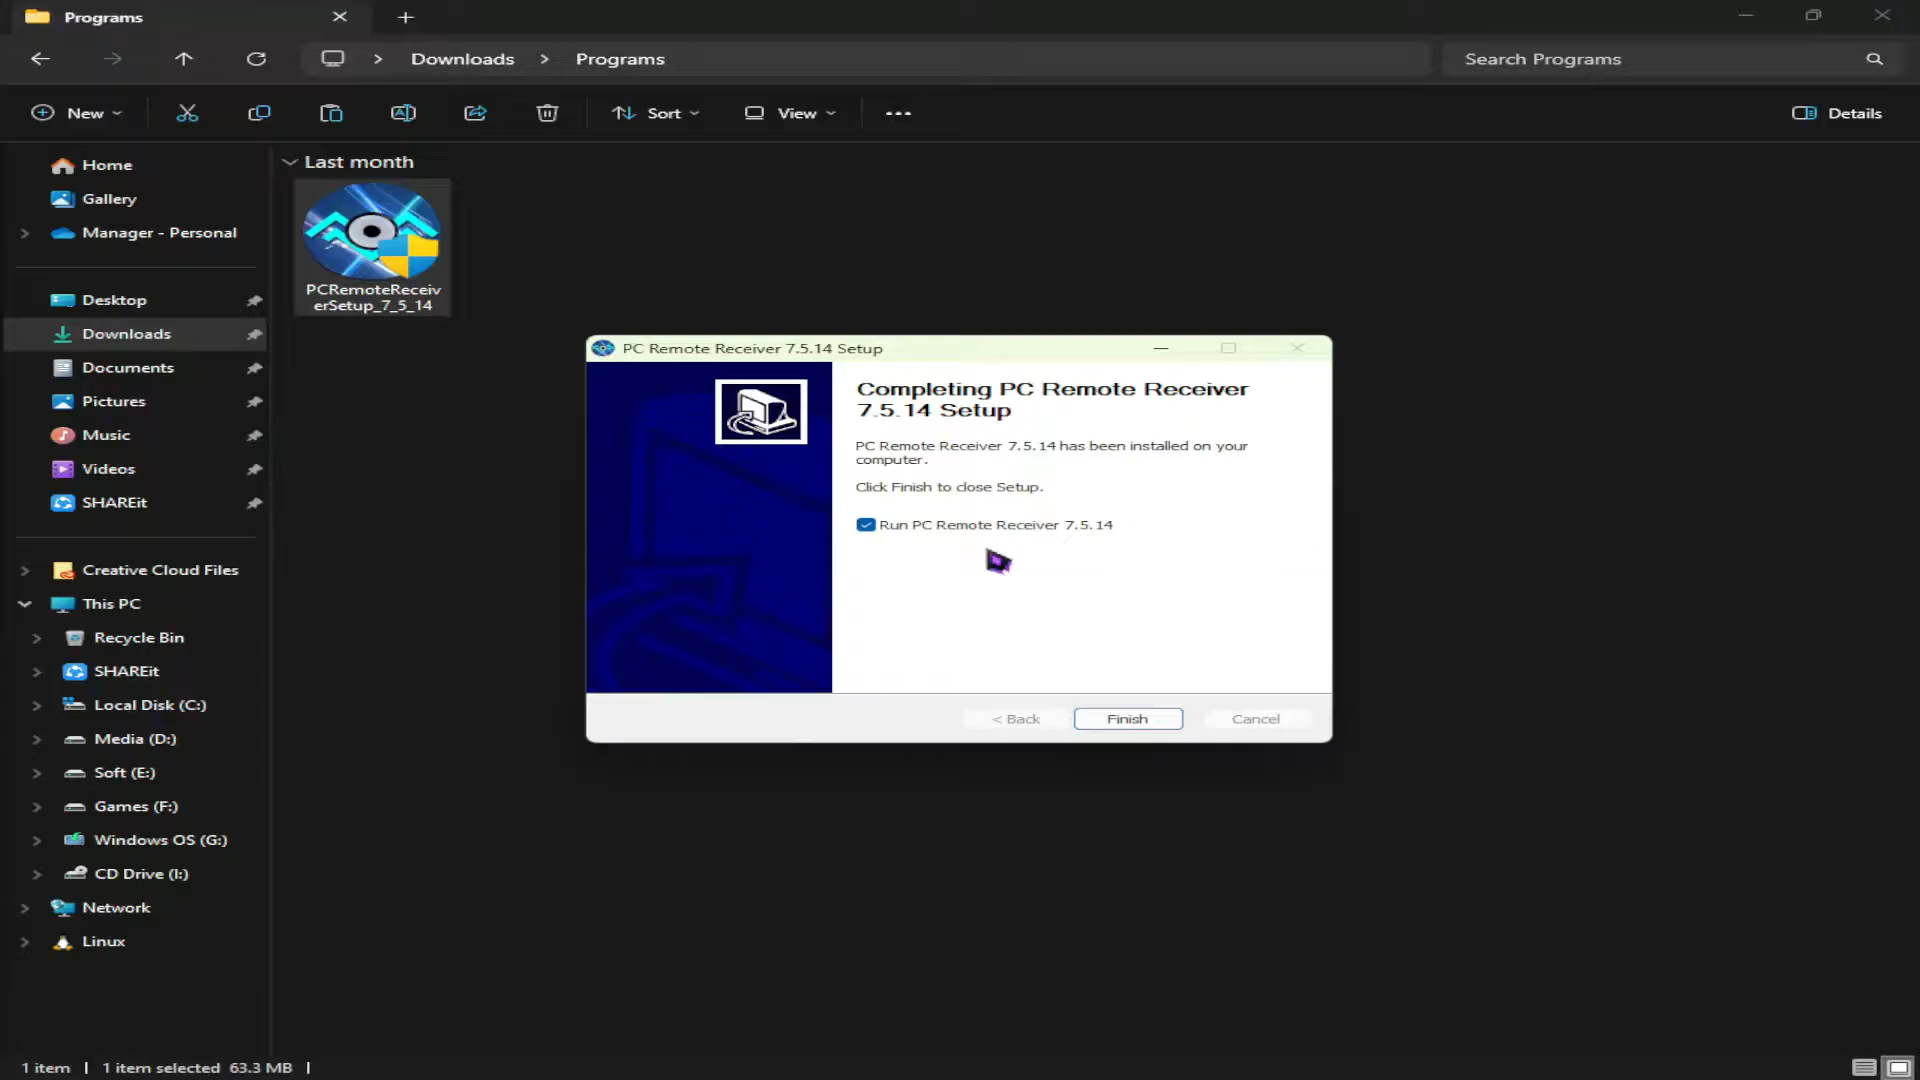 Programs
Downloads
Programs
Search Programs
New
Sort
View
Details
Home
Gallery
Manager - Personal
Desktop
Downloads
Documents
Pictures
Music
Videos
SHAREit
Creative Cloud Files
This PC
Recycle Bin
SHAREit
Local Disk (C:)
Media (D:)
Soft (E:)
Games (F:)
Windows OS (G:)
CD Drive (I:)
Network
Linux
Last month
PCRemoteReceiv
erSetup_7_5_14
PC Remote Receiver 7.5.14 Setup
Completing PC Remote Receiver
7.5.14 Setup
PC Remote Receiver 7.5.14 has been installed on your
computer.
Click Finish to close Setup.
Run PC Remote Receiver 7.5.14
< Back
Finish
Cancel
1 item
1 item selected 63.3 MB